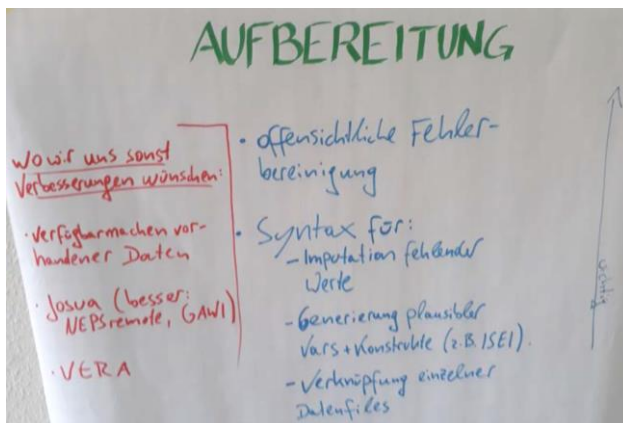 AUFBEREITUNG
wo wir uns sonst
Verbesserungen wünschen:
· Verfügbarmachen vor-
handener Daten
· Josua (besser:
NEPSremote, GAWI)
· VERA
· offensichtliche Fehler-
bereinigung
· Syntax für:
– Imputation fehlender
Werte
– Generierung plausibler
Vars + Konstrukte (z.B. ISEI).
– Verknüpfung einzelner
Datenfiles
wichtig